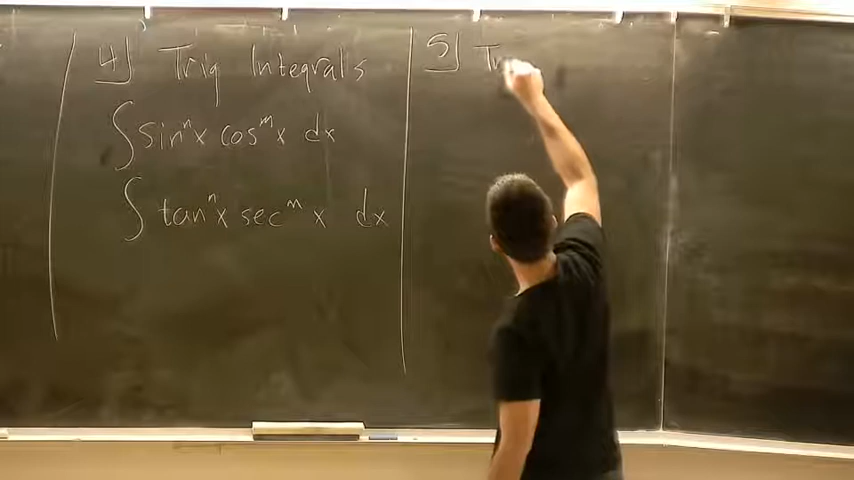 4) Trig Integrals
∫ sinⁿx cosᵐx dx
∫ tanⁿx secᵐx dx
5) Tr